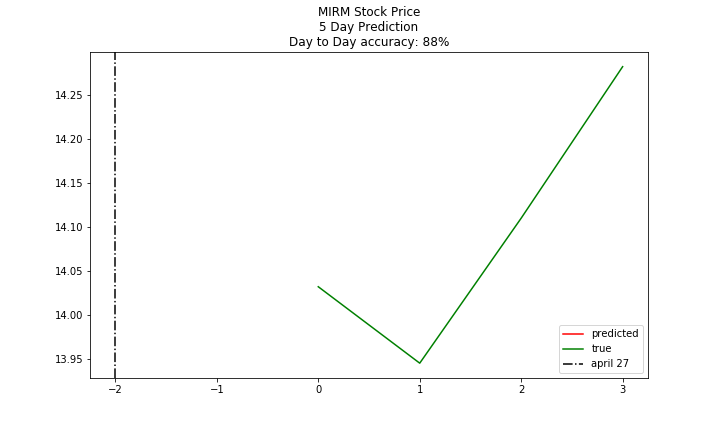 MIRM Stock Price
5 Day Prediction
Day to Day accuracy: 88%
14.25
14.20
14.15
14.10
14.05
14.00
13.95
−2
−1
0
1
2
3
predicted
true
april 27